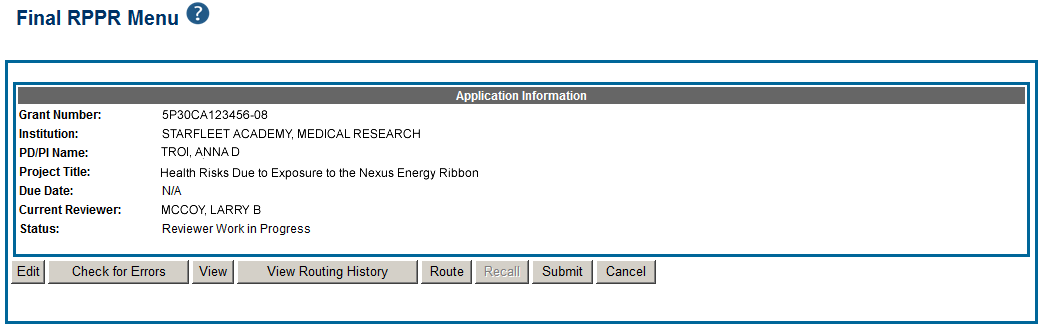 Final RPPR Menu ?
Application Information
Grant Number: 5P30CA123456-08
Institution: STARFLEET ACADEMY, MEDICAL RESEARCH
PD/PI Name: TROI, ANNA D
Project Title: Health Risks Due to Exposure to the Nexus Energy Ribbon
Due Date: N/A
Current Reviewer: MCCOY, LARRY B
Status: Reviewer Work in Progress
Edit Check for Errors View View Routing History Route Recall Submit Cancel